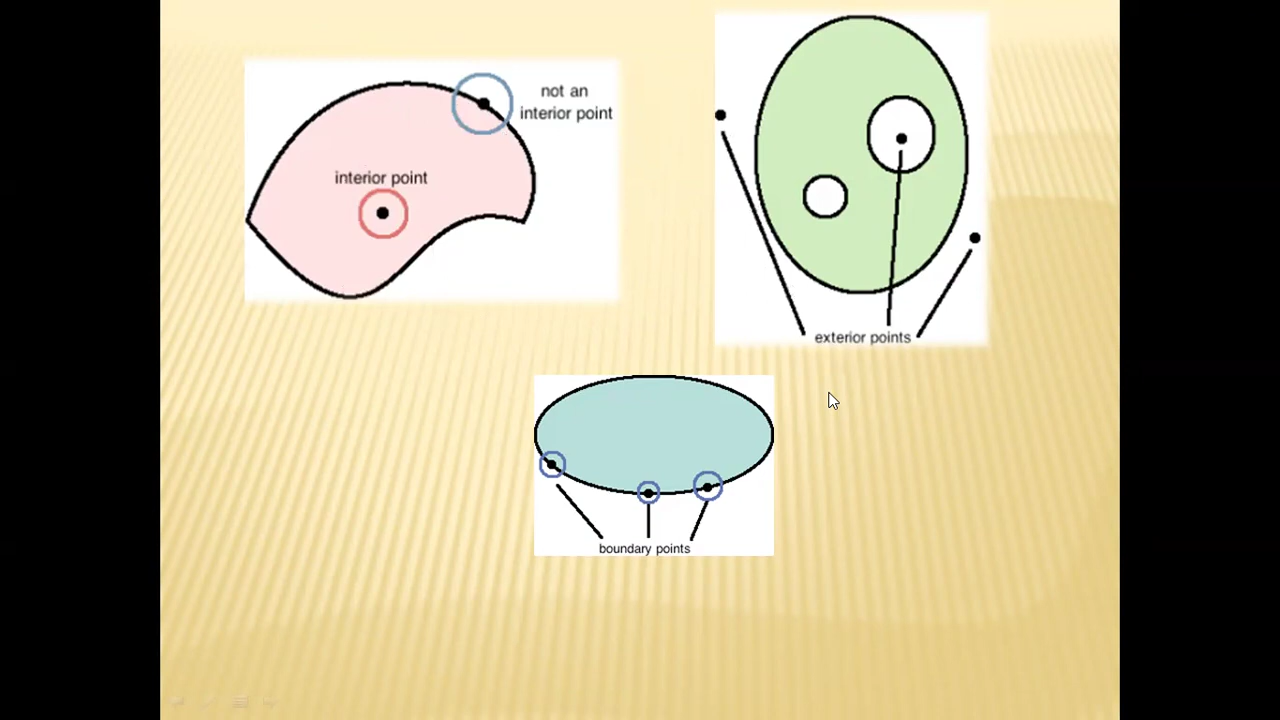 not an
interior point
interior point
exterior points
boundary points